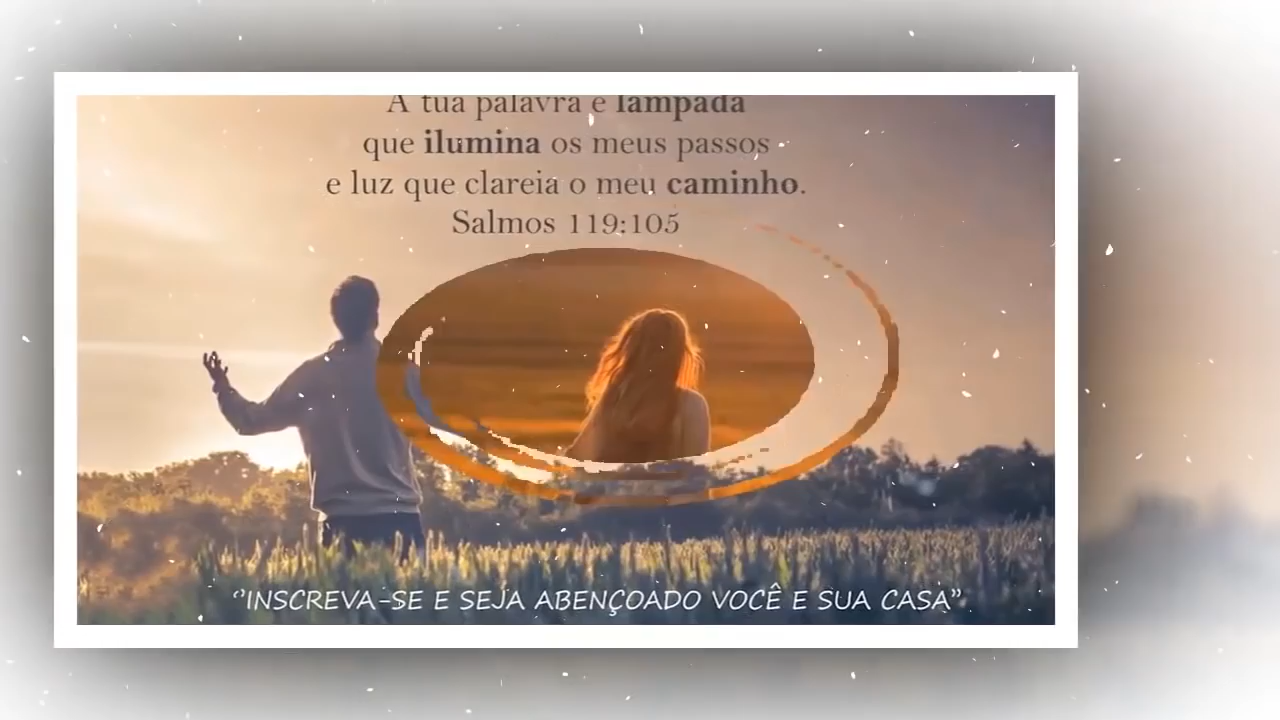 A tua palavra é lâmpada
que ilumina os meus passos
e luz que clareia o meu caminho.
Salmos 119:105
"INSCREVA-SE E SEJA ABENÇOADO VOCÊ E SUA CASA"